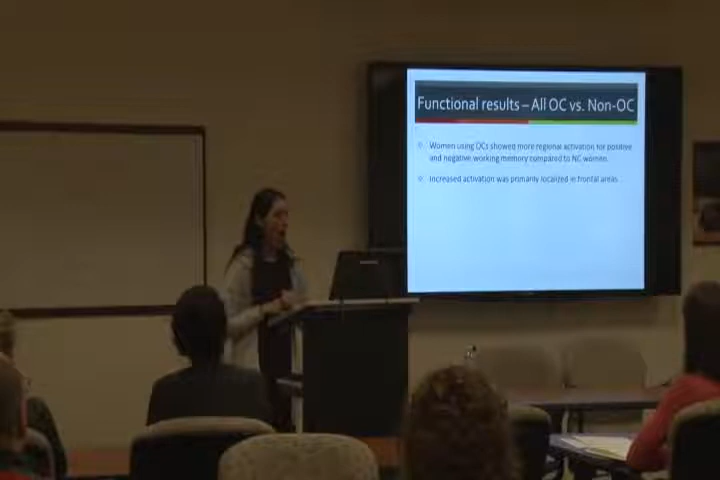 Functional results – All OC vs. Non-OC
Women using OCs showed more regional activation for positive
and negative working memory compared to NC women.
Increased activation was primarily localized in frontal areas